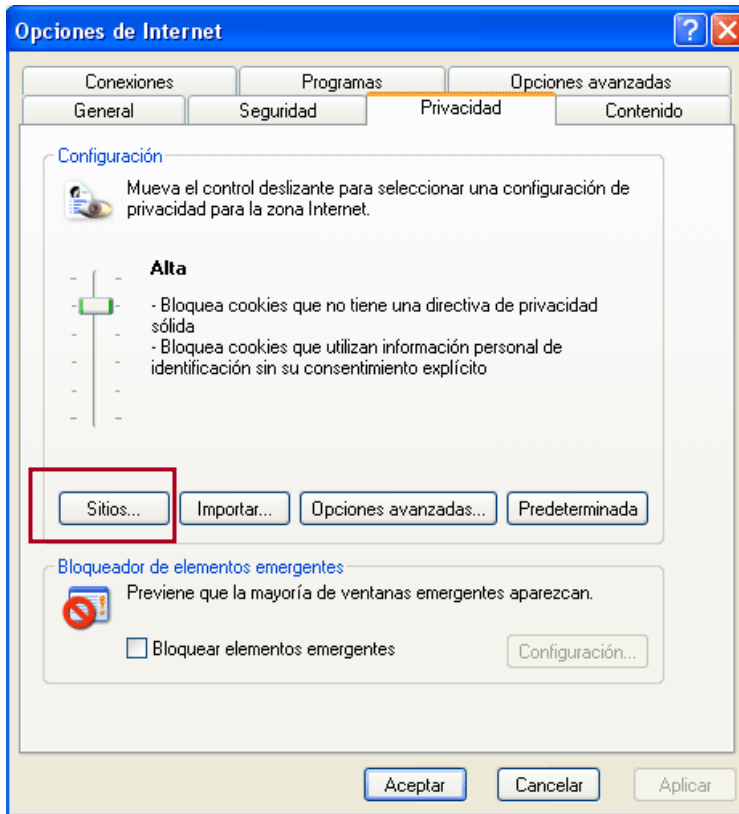 Opciones de Internet
Conexiones Programas Opciones avanzadas
General Seguridad Privacidad Contenido
Configuración
Mueva el control deslizante para seleccionar una configuración de
privacidad para la zona Internet.
Alta
- Bloquea cookies que no tiene una directiva de privacidad
sólida
- Bloquea cookies que utilizan información personal de
identificación sin su consentimiento explícito
Sitios... Importar... Opciones avanzadas... Predeterminada
Bloqueador de elementos emergentes
Previene que la mayoría de ventanas emergentes aparezcan.
Bloquear elementos emergentes Configuración...
Aceptar Cancelar Aplicar